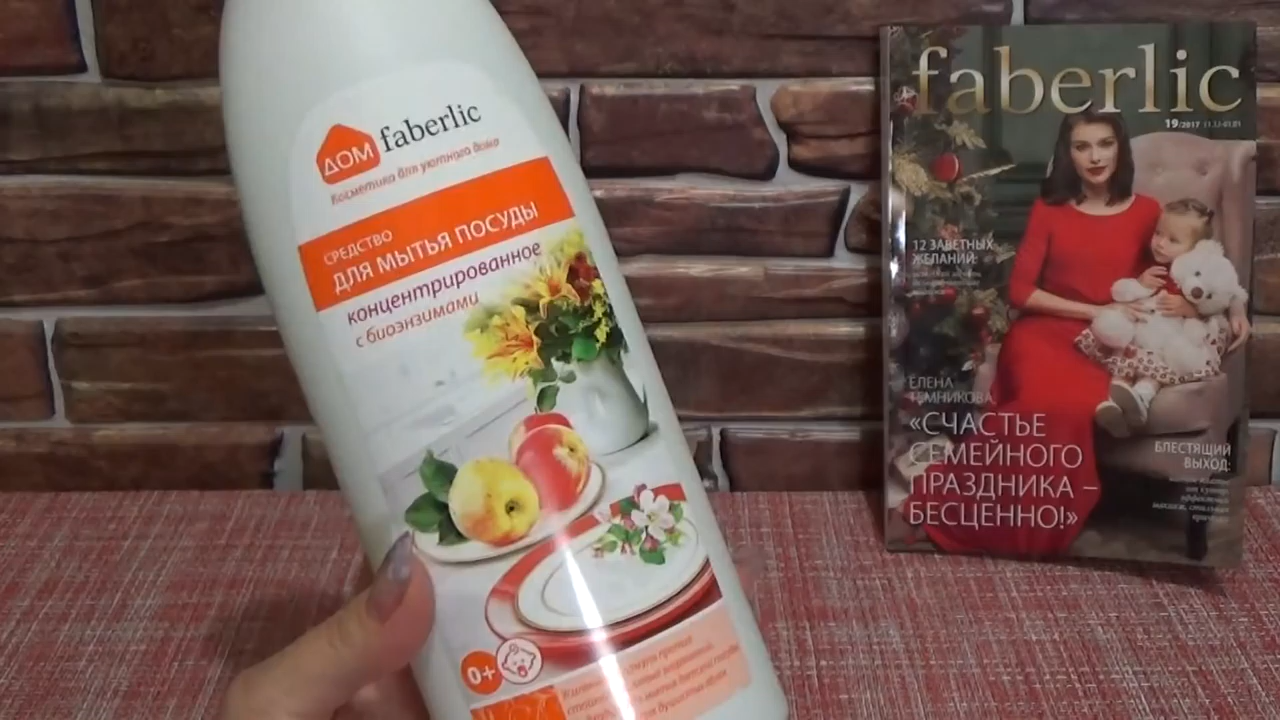 ДОМ faberlic
Косметика для уютного дома
СРЕДСТВО
ДЛЯ МЫТЬЯ ПОСУДЫ
концентрированное
с биоэнзимами
0+
faberlic
19/2017
12 ЗАВЕТНЫХ
ЖЕЛАНИЙ:
ЕЛЕНА
ТЕМНИКОВА
«СЧАСТЬЕ
СЕМЕЙНОГО
ПРАЗДНИКА –
БЕСЦЕННО!»
БЛЕСТЯЩИЙ
ВЫХОД: